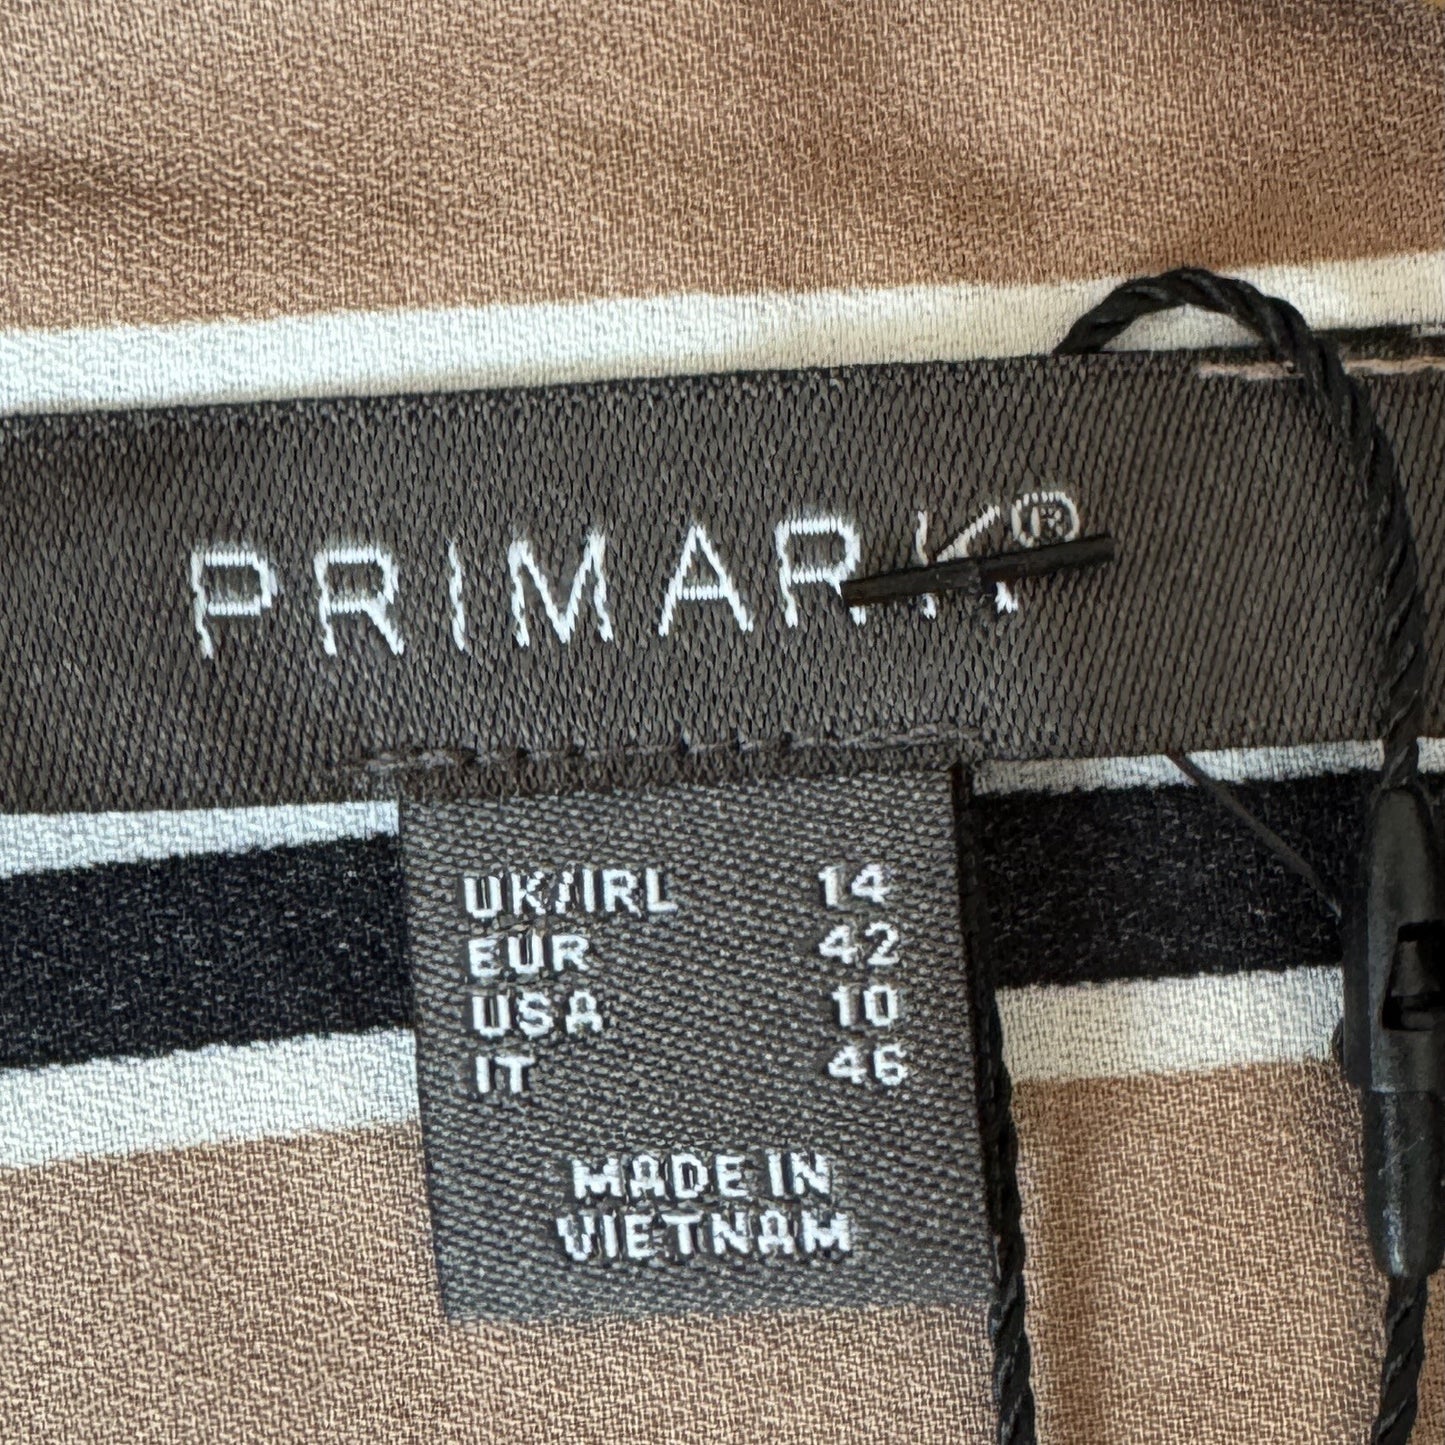 PRIMARK®
UK/IRL 14
EUR 42
USA 10
IT 46
MADE IN
VIETNAM